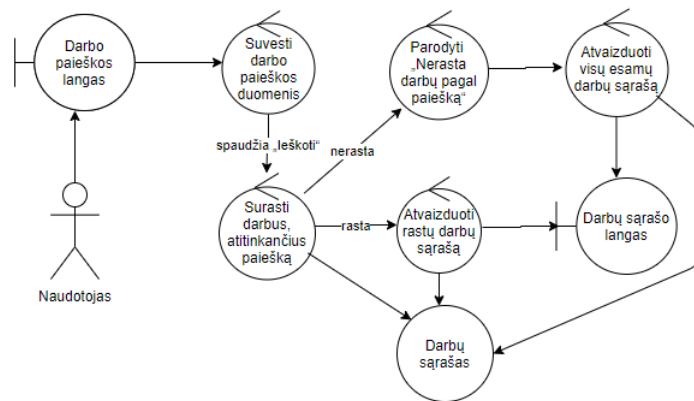 Darbo
paieškos
langas
Suvesti
darbo
paieškos
duomenis
Parodyti
„Nerasta
darbų pagal
paiešką“
Atvaizduoti
visų esamų
darbų sąrašą
spaudžia „Ieškoti“
nerasta
Surasti
darbus,
atitinkančius
paiešką
rasta
Atvaizduoti
rastų darbų
sąrašą
Darbų sąrašo
langas
Naudotojas
Darbų
sąrašas